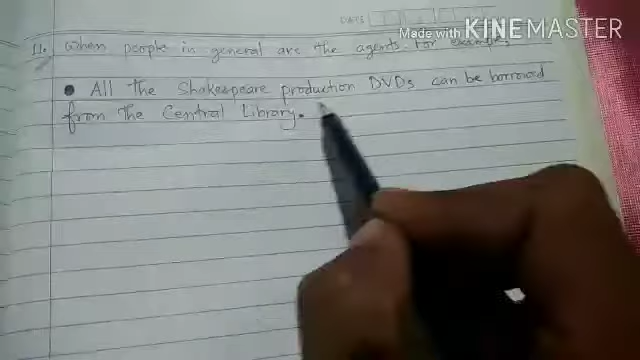 Made with KINEMASTER
DATE
11. When people in general are the agents. For example
• All the Shakespeare production DVDs can be borrowed
from the Central Library.